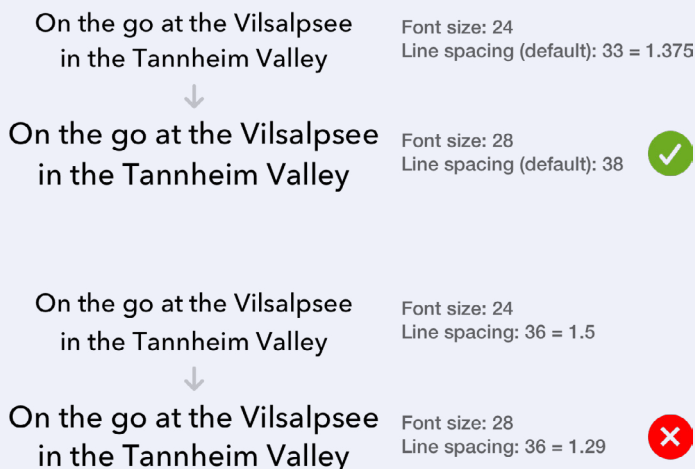 On the go at the Vilsalpsee
in the Tannheim Valley
Font size: 24
Line spacing (default): 33 = 1.375
On the go at the Vilsalpsee
in the Tannheim Valley
Font size: 28
Line spacing (default): 38
On the go at the Vilsalpsee
in the Tannheim Valley
Font size: 24
Line spacing: 36 = 1.5
On the go at the Vilsalpsee
in the Tannheim Valley
Font size: 28
Line spacing: 36 = 1.29